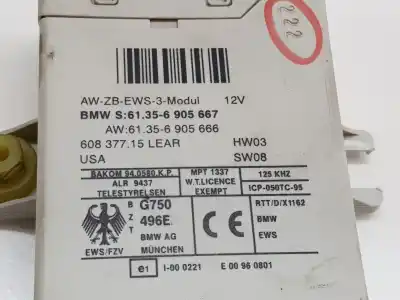 222
AW-ZB-EWS-3-Modul 12V
BMW S:61.35-6 905 667
AW:61.35-6 905 666
608 377.15 LEAR HW03
USA SW08
BAKOM 94.0580.K.P. MPT 1337 125 KHZ
ALR 9437 W.T.LICENCE ICP-050TC-95
TELESTYRELSEN EXEMPT
B G750 RTT/D/X1162
Z 496E. CE BMW
T BMW AG EWS
EWS/FZV MÜNCHEN
e1 I-00 0221 E 00 96 0801